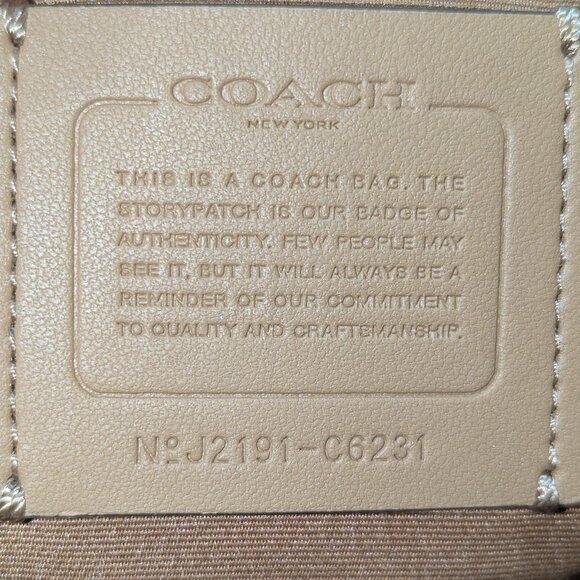 COACH
NEW YORK
THIS IS A COACH BAG. THE
STORYPATCH IS OUR BADGE OF
AUTHENTICITY. FEW PEOPLE MAY
SEE IT, BUT IT WILL ALWAYS BE A
REMINDER OF OUR COMMITMENT
TO QUALITY AND CRAFTSMANSHIP.
NºJ2191-C6231